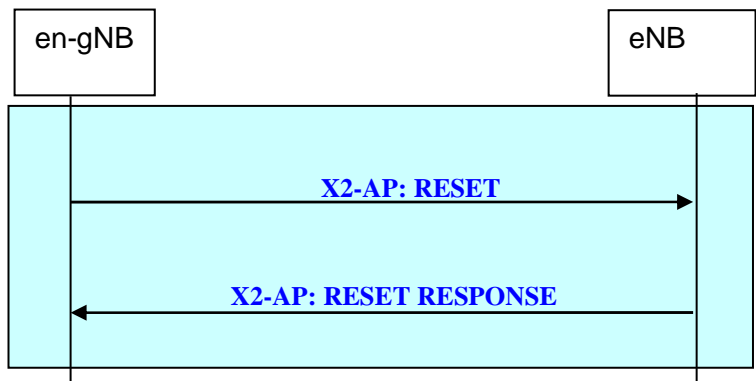 en-gNB
eNB
X2-AP: RESET
X2-AP: RESET RESPONSE